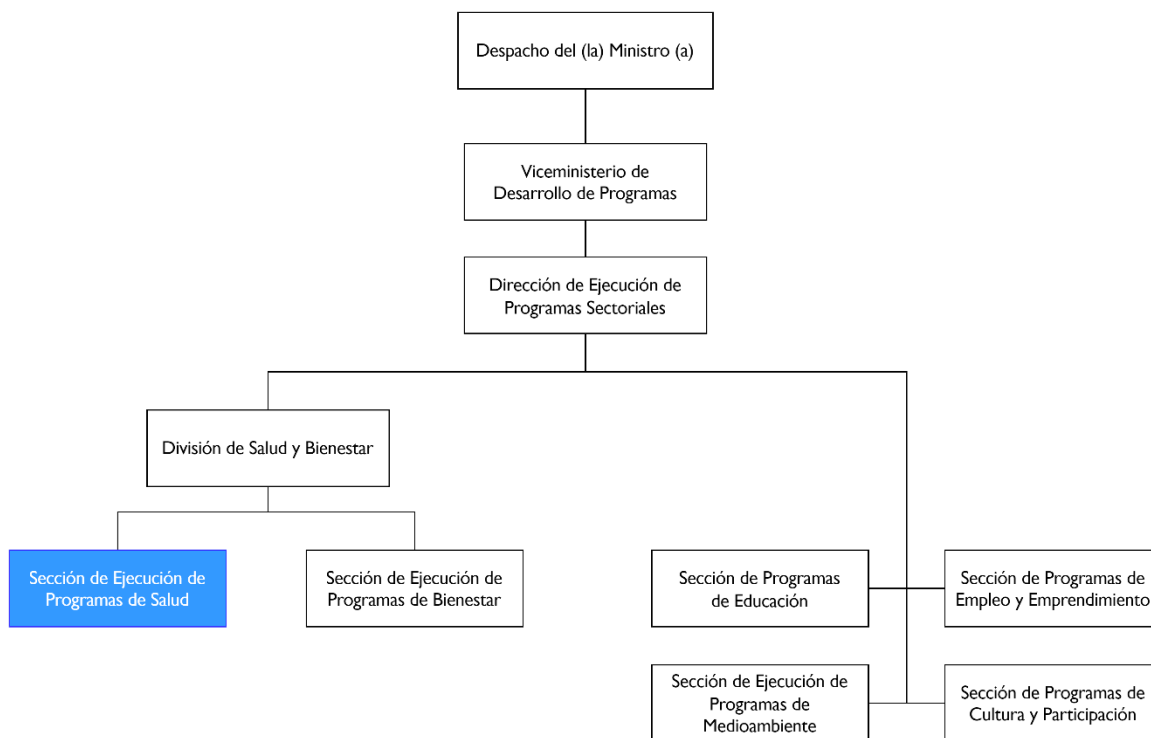 Despacho del (la) Ministro (a)
Viceministerio de
Desarrollo de Programas
Dirección de Ejecución de
Programas Sectoriales
División de Salud y Bienestar
Sección de Ejecución de
Programas de Salud
Sección de Ejecución de
Programas de Bienestar
Sección de Programas
de Educación
Sección de Programas de
Empleo y Emprendimiento
Sección de Ejecución de
Programas de
Medioambiente
Sección de Programas de
Cultura y Participación